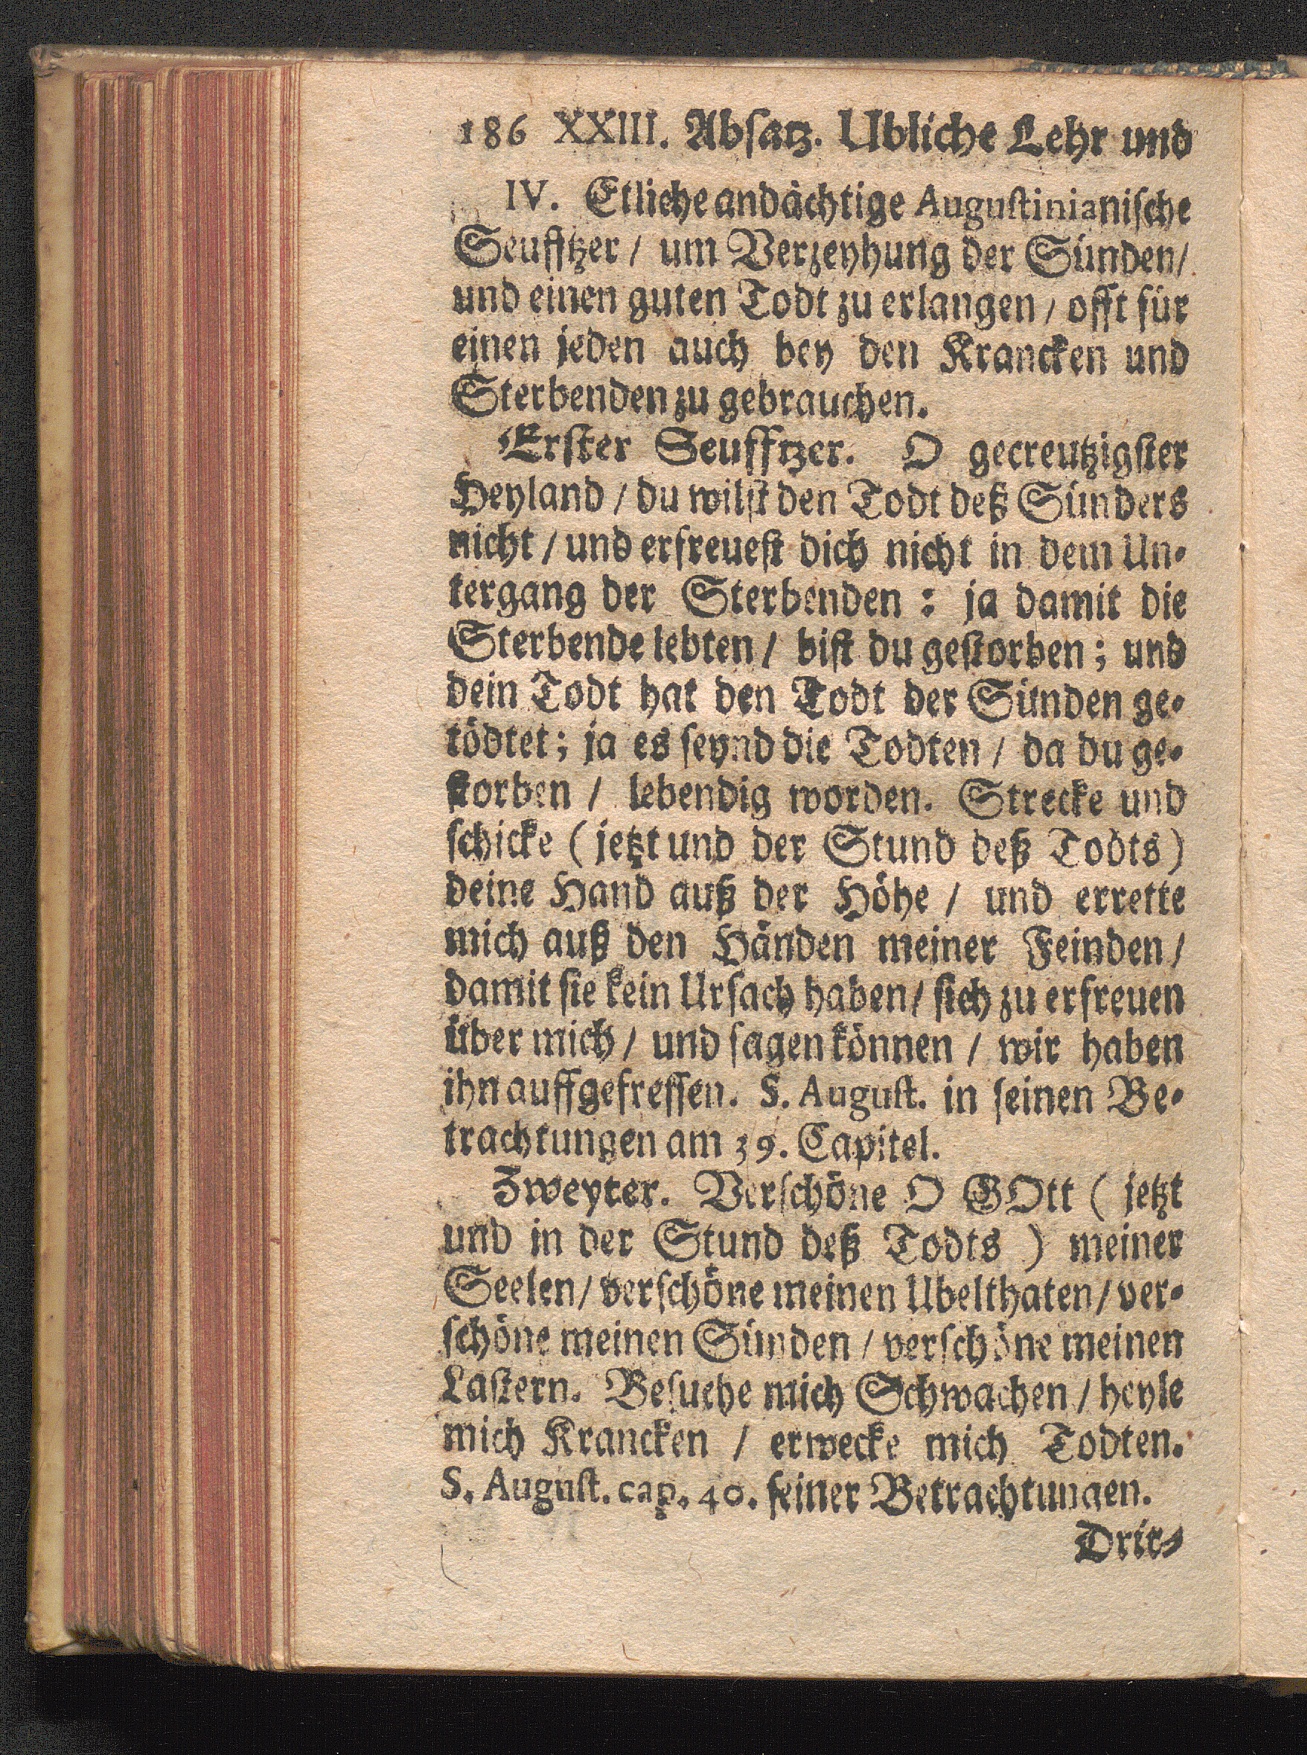 186 XXIII. Absatz. Ubliche Lehr und
IV. Etliche andächtige Augustinianische
Seufftzer / um Verzeyhung der Sünden /
und einen guten Todt zu erlangen / offt für
einen jeden auch bey den Krancken und
Sterbenden zu gebrauchen.
Erster Seufftzer. O gecreutzigster
Heyland / du wilst den Todt deß Sünders
nicht / und erfreuest dich nicht in dem Un-
tergang der Sterbenden : ja damit die
Sterbende lebten / bist du gestorben ; und
dein Todt hat den Todt der Sünden ge-
tödtet ; ja es seynd die Todten / da du ge-
storben / lebendig worden. Strecke und
schicke ( jetzt und der Stund deß Todts )
deine Hand auß der Höhe / und errette
mich auß den Händen meiner Feinden /
damit sie kein Ursach haben / sich zu erfreuen
über mich / und sagen können / wir haben
ihn auffgefressen. S. August. in seinen Be-
trachtungen am 39. Capitel.
Zweyter. Verschöne O GOtt ( jetzt
und in der Stund deß Todts ) meiner
Seelen / verschöne meinen Ubelthaten / ver-
schöne meinen Sünden / verschöne meinen
Lastern. Besuche mich Schwachen / heyle
mich Krancken / erwecke mich Todten.
S. August. cap. 40. seiner Betrachtungen.
Drit-